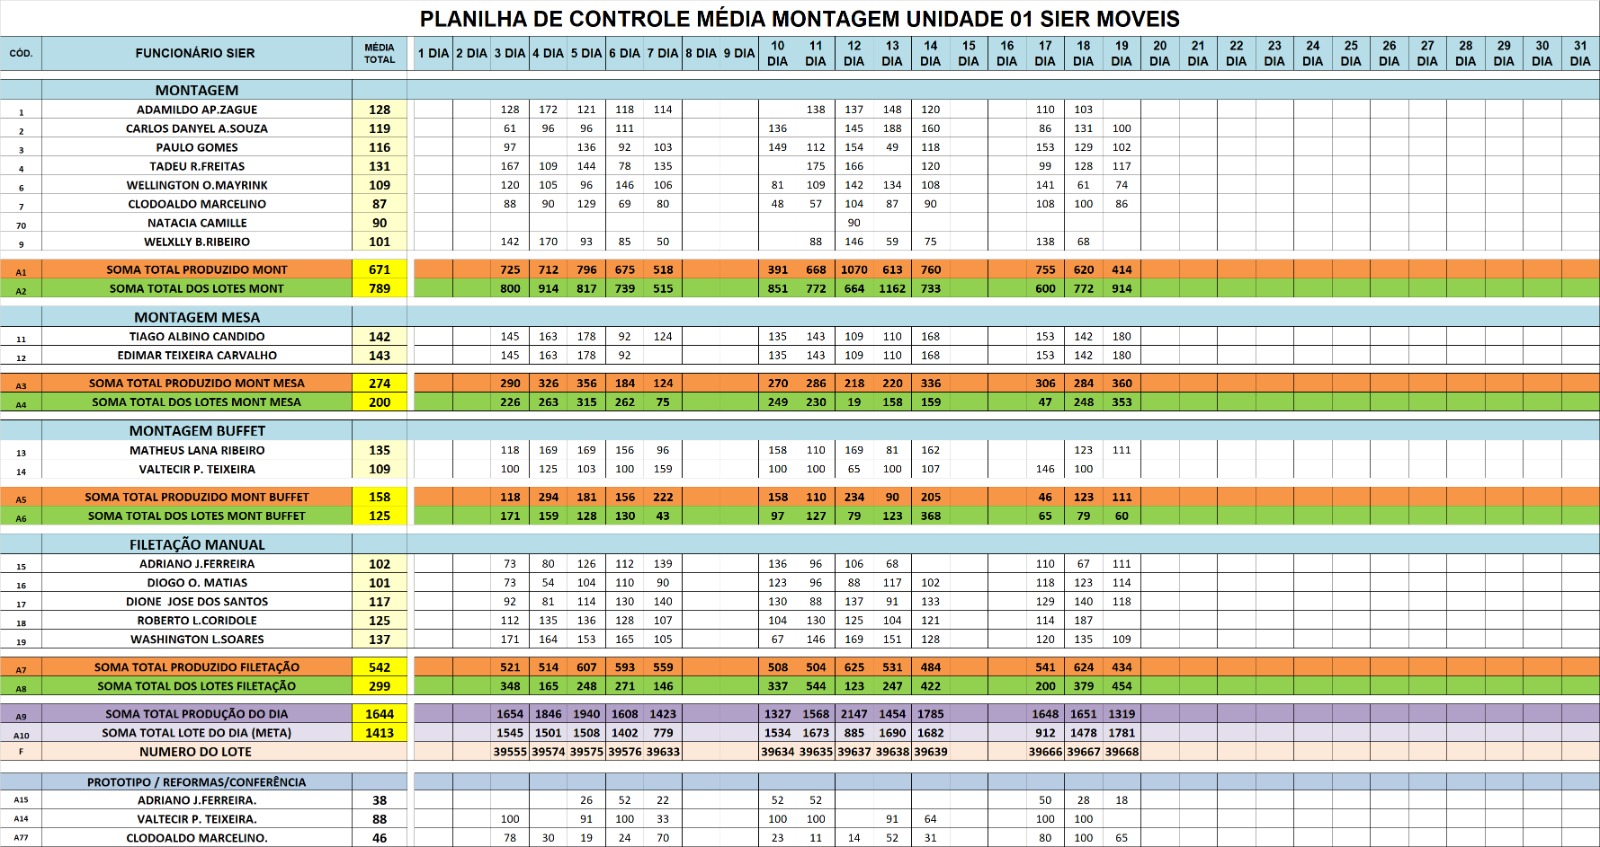 PLANILHA DE CONTROLE MÉDIA MONTAGEM UNIDADE 01 SIER MOVEIS
CÓD. FUNCIONÁRIO SIER MÉDIA TOTAL 1 DIA 2 DIA 3 DIA 4 DIA 5 DIA 6 DIA 7 DIA 8 DIA 9 DIA 10 DIA 11 DIA 12 DIA 13 DIA 14 DIA 15 DIA 16 DIA 17 DIA 18 DIA 19 DIA 20 DIA 21 DIA 22 DIA 23 DIA 24 DIA 25 DIA 26 DIA 27 DIA 28 DIA 29 DIA 30 DIA 31 DIA
MONTAGEM
1 ADAMILDO AP.ZAGUE 128 128 172 121 118 114 138 137 148 120 110 103
2 CARLOS DANYEL A.SOUZA 119 61 96 96 111 136 145 188 160 86 131 100
3 PAULO GOMES 116 97 136 92 103 149 112 154 49 118 153 129 102
4 TADEU R.FREITAS 131 167 109 144 78 135 175 166 120 99 128 117
6 WELLINGTON O.MAYRINK 109 120 105 96 146 106 81 109 142 134 108 141 61 74
7 CLODOALDO MARCELINO 87 88 90 129 69 80 48 57 104 87 90 108 100 86
70 NATACIA CAMILLE 90 90
9 WELXLLY B.RIBEIRO 101 142 170 93 85 50 88 146 59 75 138 68
A1 SOMA TOTAL PRODUZIDO MONT 671 725 712 796 675 518 391 668 1070 613 760 755 620 414
A2 SOMA TOTAL DOS LOTES MONT 789 800 914 817 739 515 851 772 664 1162 733 600 772 914
MONTAGEM MESA
11 TIAGO ALBINO CANDIDO 142 145 163 178 92 124 135 143 109 110 168 153 142 180
12 EDIMAR TEIXEIRA CARVALHO 143 145 163 178 92 135 143 109 110 168 153 142 180
A3 SOMA TOTAL PRODUZIDO MONT MESA 274 290 326 356 184 124 270 286 218 220 336 306 284 360
A4 SOMA TOTAL DOS LOTES MONT MESA 200 226 263 315 262 75 249 230 19 158 159 47 248 353
MONTAGEM BUFFET
13 MATHEUS LANA RIBEIRO 135 118 169 169 156 96 158 110 169 81 162 123 111
14 VALTECIR P. TEIXEIRA 109 100 125 103 100 159 100 100 65 100 107 146 100
A5 SOMA TOTAL PRODUZIDO MONT BUFFET 158 118 294 181 156 222 158 110 234 90 205 46 123 111
A6 SOMA TOTAL DOS LOTES MONT BUFFET 125 171 159 128 130 43 97 127 79 123 368 65 79 60
FILETAÇÃO MANUAL
15 ADRIANO J.FERREIRA 102 73 80 126 112 139 136 96 106 68 110 67 111
16 DIOGO O. MATIAS 101 73 54 104 110 90 123 96 88 117 102 118 123 114
17 DIONE JOSE DOS SANTOS 117 92 81 114 130 140 130 88 137 91 133 129 140 118
18 ROBERTO L.CORIDOLE 125 112 135 136 128 107 104 130 125 104 121 114 187
19 WASHINGTON L.SOARES 137 171 164 153 165 105 67 146 169 151 128 120 135 109
A7 SOMA TOTAL PRODUZIDO FILETAÇÃO 542 521 514 607 593 559 508 504 625 531 484 541 624 434
A8 SOMA TOTAL DOS LOTES FILETAÇÃO 299 348 165 248 271 146 337 544 123 247 422 200 379 454
A9 SOMA TOTAL PRODUÇÃO DO DIA 1644 1654 1846 1940 1608 1423 1327 1568 2147 1454 1785 1648 1651 1319
A10 SOMA TOTAL LOTE DO DIA (META) 1413 1545 1501 1508 1402 779 1534 1673 885 1690 1682 912 1478 1781
F NUMERO DO LOTE 39555 39574 39575 39576 39633 39634 39635 39637 39638 39639 39666 39667 39668
PROTOTIPO / REFORMAS/CONFERÊNCIA
A15 ADRIANO J.FERREIRA. 38 26 52 22 52 52 50 28 18
A14 VALTECIR P. TEIXEIRA. 88 100 91 100 33 100 100 91 64 100 100
A77 CLODOALDO MARCELINO. 46 78 30 19 24 70 23 11 14 52 31 80 100 65